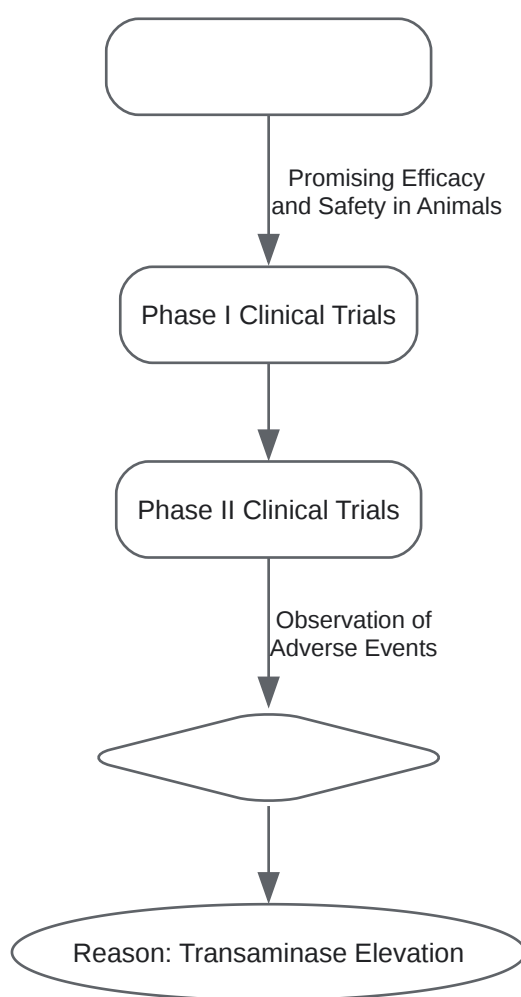 Promising Efficacy
and Safety in Animals
Phase I Clinical Trials
Phase II Clinical Trials
Observation of
Adverse Events
Reason: Transaminase Elevation